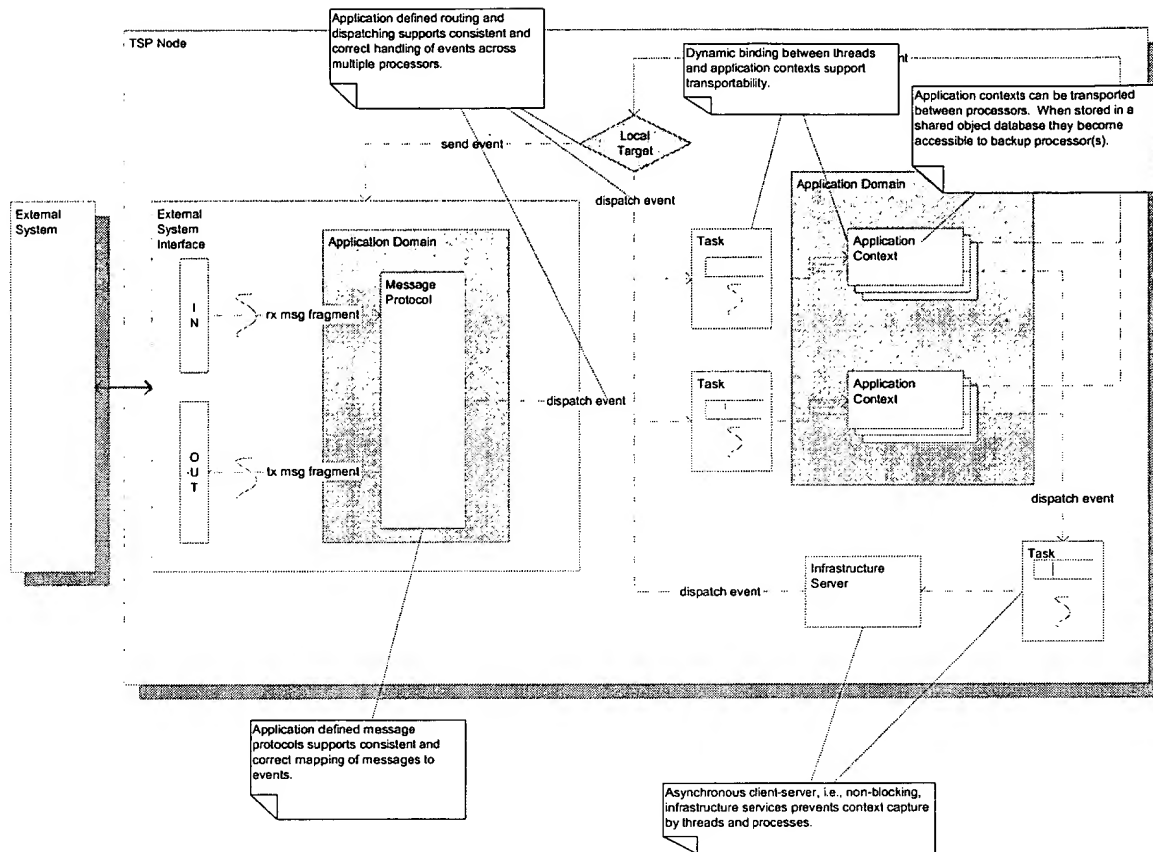 Application defined routing and
dispatching supports consistent and
correct handling of events across
multiple processors.
TSP Node
Dynamic binding between threads
and application contexts support
transportability.
Application contexts can be transported
between processors. When stored in a
shared object database they become
accessible to backup processor(s).
Local
Target
send event
dispatch event
External
System
External
System
Interface
Application Domain
Message
Protocol
I
N
rx msg fragment
O
U
T
tx msg fragment
dispatch event
Task
Application Domain
Application
Context
Task
Application
Context
dispatch event
Task
Infrastructure
Server
dispatch event
Application defined message
protocols supports consistent and
correct mapping of messages to
events.
Asynchronous client-server, i.e., non-blocking,
infrastructure services prevents context capture
by threads and processes.